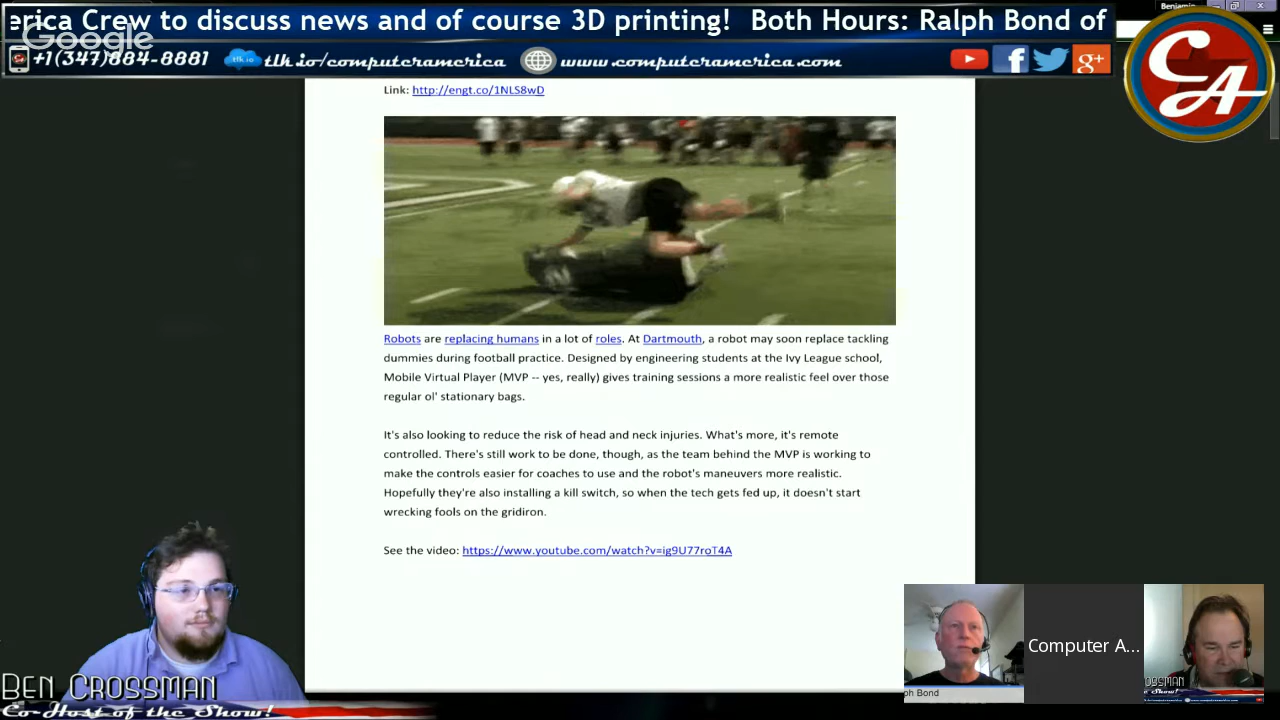 erica Crew to discuss news and of course 3D printing!  Both Hours: Ralph Bond of
Benjamin
Google
+1(347)884-8881 tlk.io/computeramerica www.computeramerica.com
CA
Link: http://engt.co/1NLS8wD
Robots are replacing humans in a lot of roles. At Dartmouth, a robot may soon replace tackling
dummies during football practice. Designed by engineering students at the Ivy League school,
Mobile Virtual Player (MVP -- yes, really) gives training sessions a more realistic feel over those
regular ol' stationary bags.
It's also looking to reduce the risk of head and neck injuries. What's more, it's remote
controlled. There's still work to be done, though, as the team behind the MVP is working to
make the controls easier for coaches to use and the robot's maneuvers more realistic.
Hopefully they're also installing a kill switch, so when the tech gets fed up, it doesn't start
wrecking fools on the gridiron.
See the video: https://www.youtube.com/watch?v=ig9U77roT4A
Computer A...
ph Bond
Ben Crossman
Co-Host of the Show!